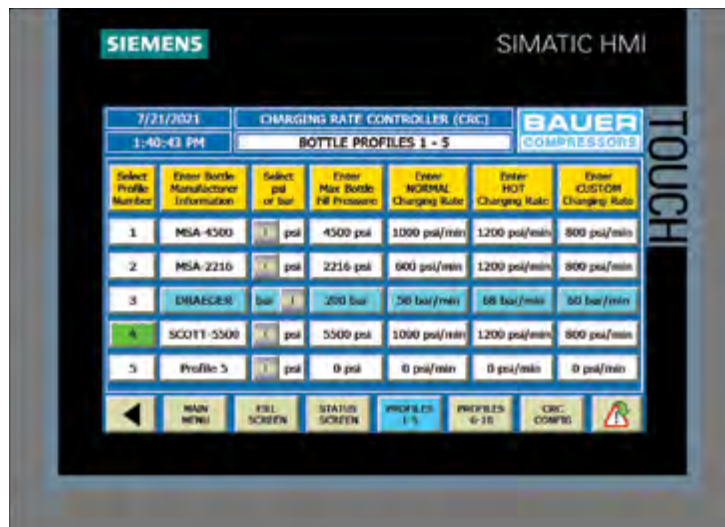 SIEMENS
SIMATIC HMI
TOUCH
7/21/2021
CHARGING RATE CONTROLLER (CRC)
BAUER
COMPRESSORS
1:40:43 PM
BOTTLE PROFILES 1 - 5
Select Profile Number
Enter Bottle Manufacturer Information
Select psi or bar
Enter Max Bottle Fill Pressure
Enter NORMAL Charging Rate
Enter HOT Charging Rate
Enter CUSTOM Charging Rate
1 MSA-4500 psi 4500 psi 1000 psi/min 1200 psi/min 800 psi/min
2 MSA-2216 psi 2216 psi 600 psi/min 1200 psi/min 800 psi/min
3 DRAEGER bar 200 bar 50 bar/min 68 bar/min 60 bar/min
4 SCOTT-5500 psi 5500 psi 1000 psi/min 1200 psi/min 800 psi/min
5 Profile 5 psi 0 psi 0 psi/min 0 psi/min 0 psi/min
MAIN MENU
FILL SCREEN
STATUS SCREEN
PROFILES 1-5
PROFILES 6-10
CRC CONFIG